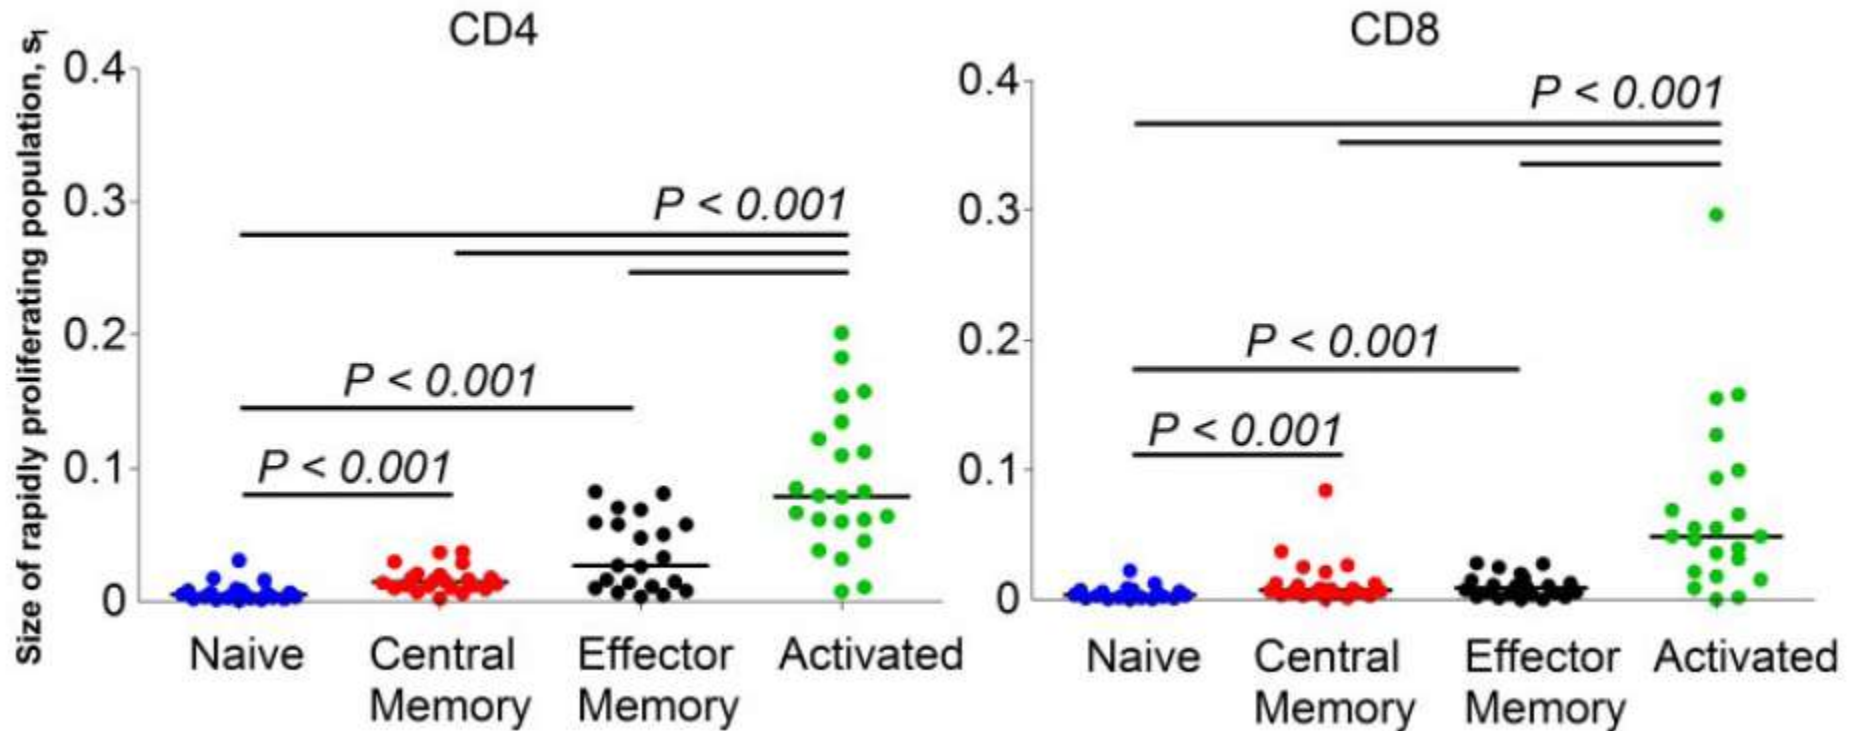 CD4
Size of rapidly proliferating population, s₁
0.4
0.3
0.2
0.1
0
P < 0.001
P < 0.001
P < 0.001
Naive
Central
Memory
Effector
Memory
Activated
CD8
0.4
0.3
0.2
0.1
0
P < 0.001
P < 0.001
P < 0.001
Naive
Central
Memory
Effector
Memory
Activated